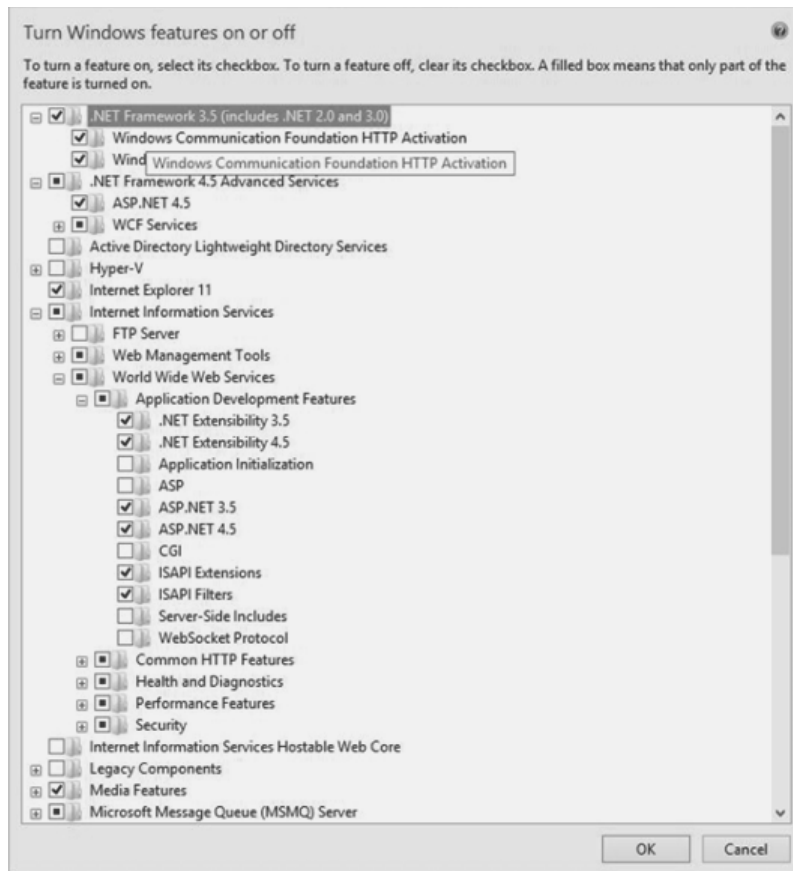 Turn Windows features on or off
To turn a feature on, select its checkbox. To turn a feature off, clear its checkbox. A filled box means that only part of the
feature is turned on.
.NET Framework 3.5 (includes .NET 2.0 and 3.0)
Windows Communication Foundation HTTP Activation
Wind Windows Communication Foundation HTTP Activation
.NET Framework 4.5 Advanced Services
ASP.NET 4.5
WCF Services
Active Directory Lightweight Directory Services
Hyper-V
Internet Explorer 11
Internet Information Services
FTP Server
Web Management Tools
World Wide Web Services
Application Development Features
.NET Extensibility 3.5
.NET Extensibility 4.5
Application Initialization
ASP
ASP.NET 3.5
ASP.NET 4.5
CGI
ISAPI Extensions
ISAPI Filters
Server-Side Includes
WebSocket Protocol
Common HTTP Features
Health and Diagnostics
Performance Features
Security
Internet Information Services Hostable Web Core
Legacy Components
Media Features
Microsoft Message Queue (MSMQ) Server
OK Cancel